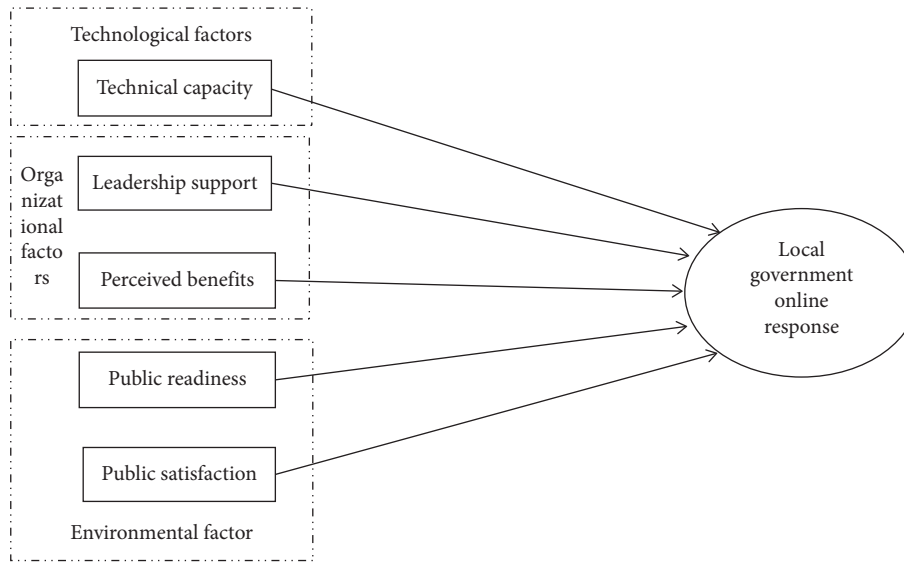 Technological factors
Technical capacity
Orga
nizat
ional
facto
rs
Leadership support
Perceived benefits
Public readiness
Public satisfaction
Environmental factor
Local
government
online
response